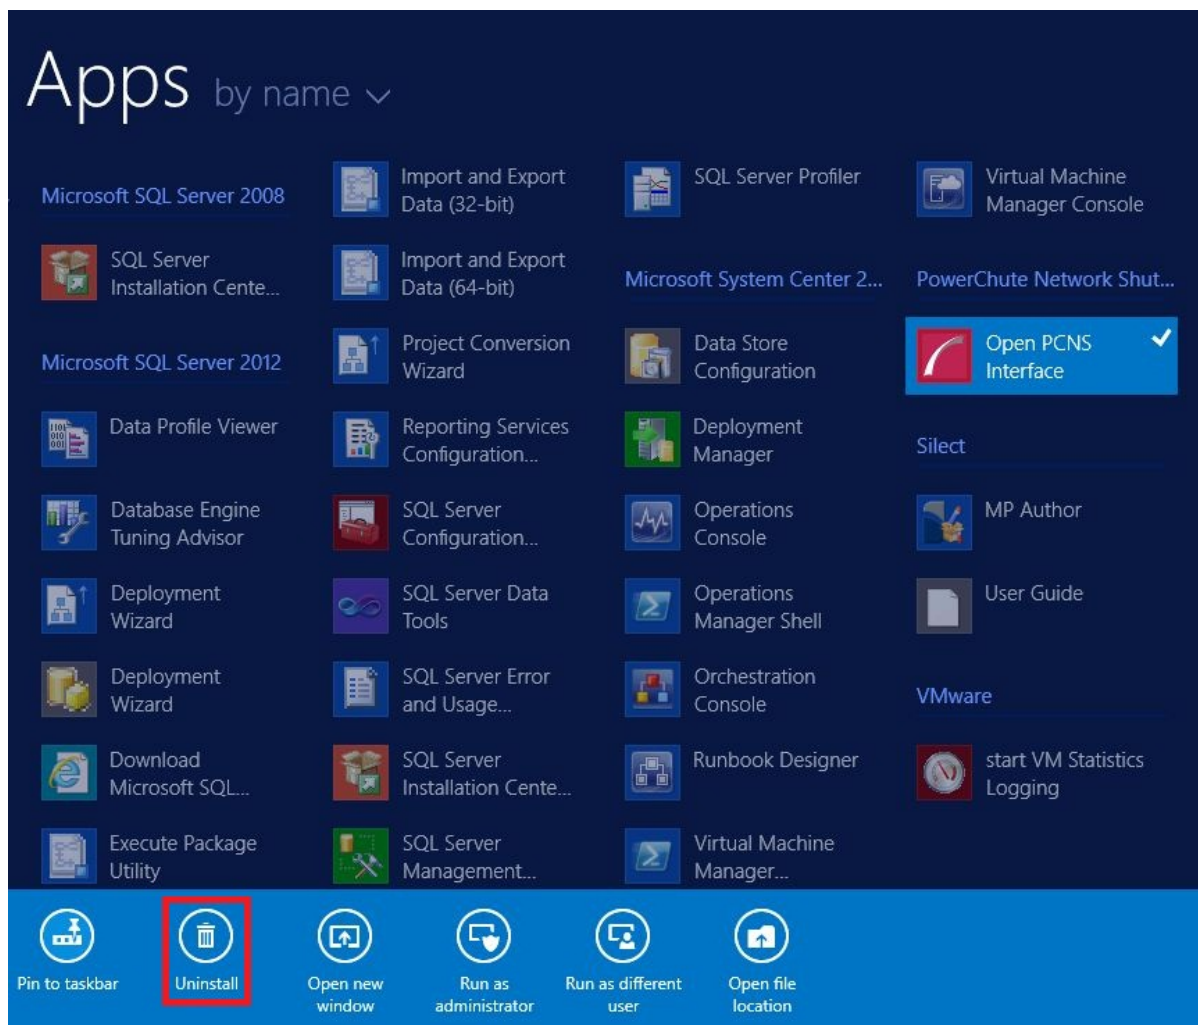 Apps by name
Microsoft SQL Server 2008
SQL Server
Installation Cente...
Microsoft SQL Server 2012
Data Profile Viewer
Database Engine
Tuning Advisor
Deployment
Wizard
Deployment
Wizard
Download
Microsoft SQL...
Execute Package
Utility
Import and Export
Data (32-bit)
Import and Export
Data (64-bit)
Project Conversion
Wizard
Reporting Services
Configuration...
SQL Server
Configuration...
SQL Server Data
Tools
SQL Server Error
and Usage...
SQL Server
Installation Cente...
SQL Server
Management...
SQL Server Profiler
Microsoft System Center 2...
Data Store
Configuration
Deployment
Manager
Operations
Console
Operations
Manager Shell
Orchestration
Console
Runbook Designer
Virtual Machine
Manager...
Virtual Machine
Manager Console
PowerChute Network Shut...
Open PCNS
Interface
Silect
MP Author
User Guide
VMware
start VM Statistics
Logging
Pin to taskbar
Uninstall
Open new
window
Run as
administrator
Run as different
user
Open file
location